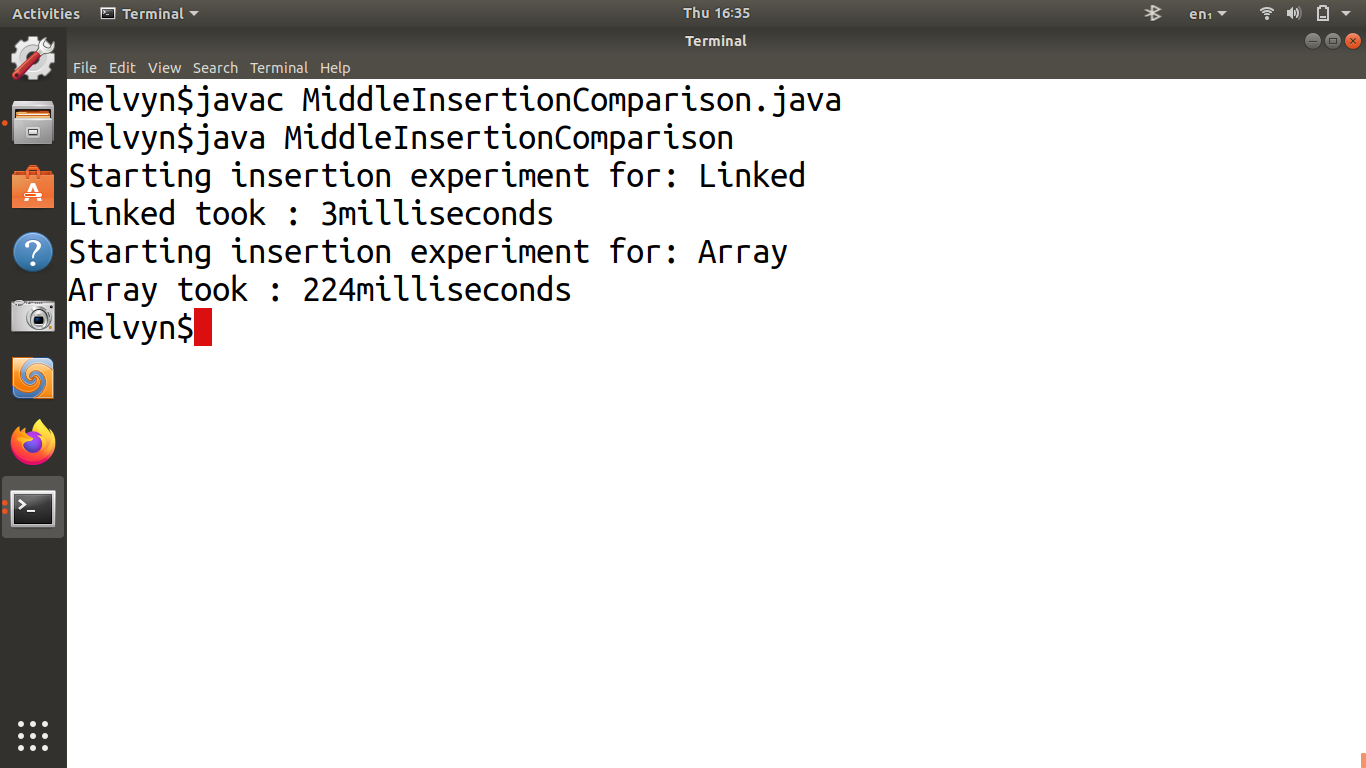 Activities Terminal Thu 16:35 en₁
Terminal
File Edit View Search Terminal Help
melvyn$javac MiddleInsertionComparison.java
melvyn$java MiddleInsertionComparison
Starting insertion experiment for: Linked
Linked took : 3milliseconds
Starting insertion experiment for: Array
Array took : 224milliseconds
melvyn$